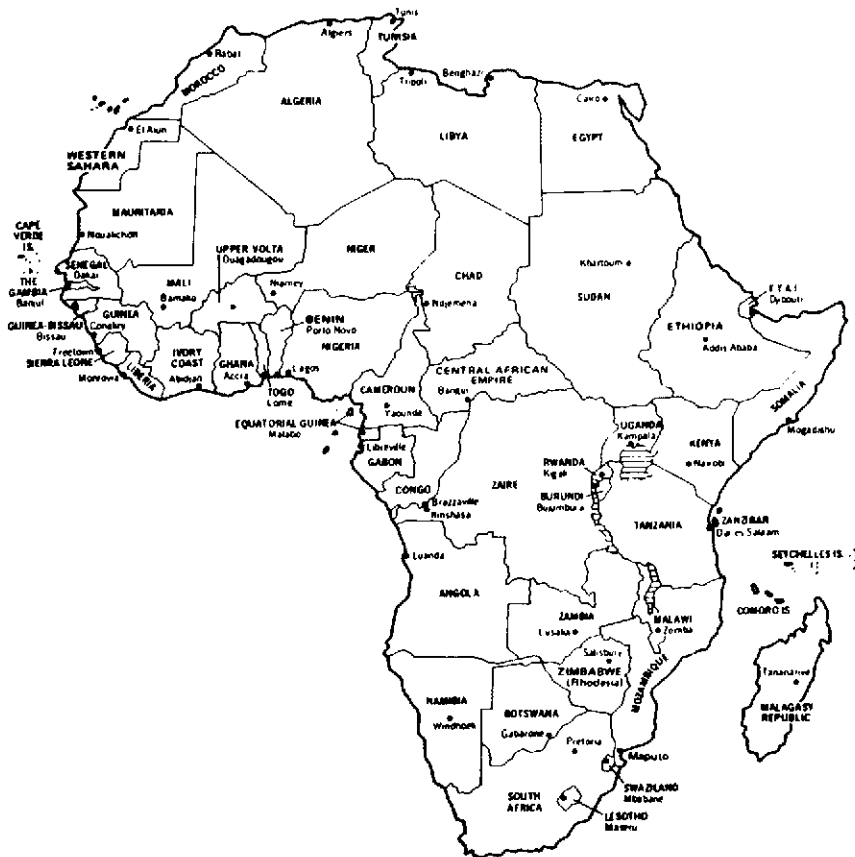 Tunis
Algiers
TUNISIA
Rabat
MOROCCO
Tripoli
Benghazi
Cairo
ALGERIA
El Aiun
LIBYA
EGYPT
WESTERN
SAHARA
MAURITANIA
Nouakchott
CAPE
VERDE
IS.
UPPER VOLTA
Ouagadougou
NIGER
SENEGAL
Dakar
MALI
Bamako
Niamey
CHAD
Khartoum
SUDAN
THE
GAMBIA
Banjul
Ndjemena
F.T.A.I.
Djibouti
GUINEA
Conakry
BENIN
Porto Novo
NIGERIA
GUINEA-BISSAU
Bissau
ETHIOPIA
Addis Ababa
Freetown
SIERRA LEONE
IVORY
COAST
Abidjan
GHANA
Accra
Lagos
CENTRAL AFRICAN
EMPIRE
Bangui
Monrovia
LIBERIA
TOGO
Lome
CAMEROUN
Yaounde
SOMALIA
EQUATORIAL GUINEA
Malabo
UGANDA
Kampala
KENYA
Nairobi
Mogadishu
Libreville
GABON
RWANDA
Kigali
CONGO
ZAIRE
BURUNDI
Bujumbura
Brazzaville
Kinshasa
TANZANIA
ZANZIBAR
Dar es Salaam
Luanda
SEYCHELLES IS.
ANGOLA
COMORO IS
ZAMBIA
Lusaka
MALAWI
Zomba
Salisbury
ZIMBABWE
(Rhodesia)
MOZAMBIQUE
Tananarive
MALAGASY
REPUBLIC
NAMIBIA
Windhoek
BOTSWANA
Gabarone
Pretoria
Maputo
SWAZILAND
Mbabane
SOUTH
AFRICA
LESOTHO
Maseru